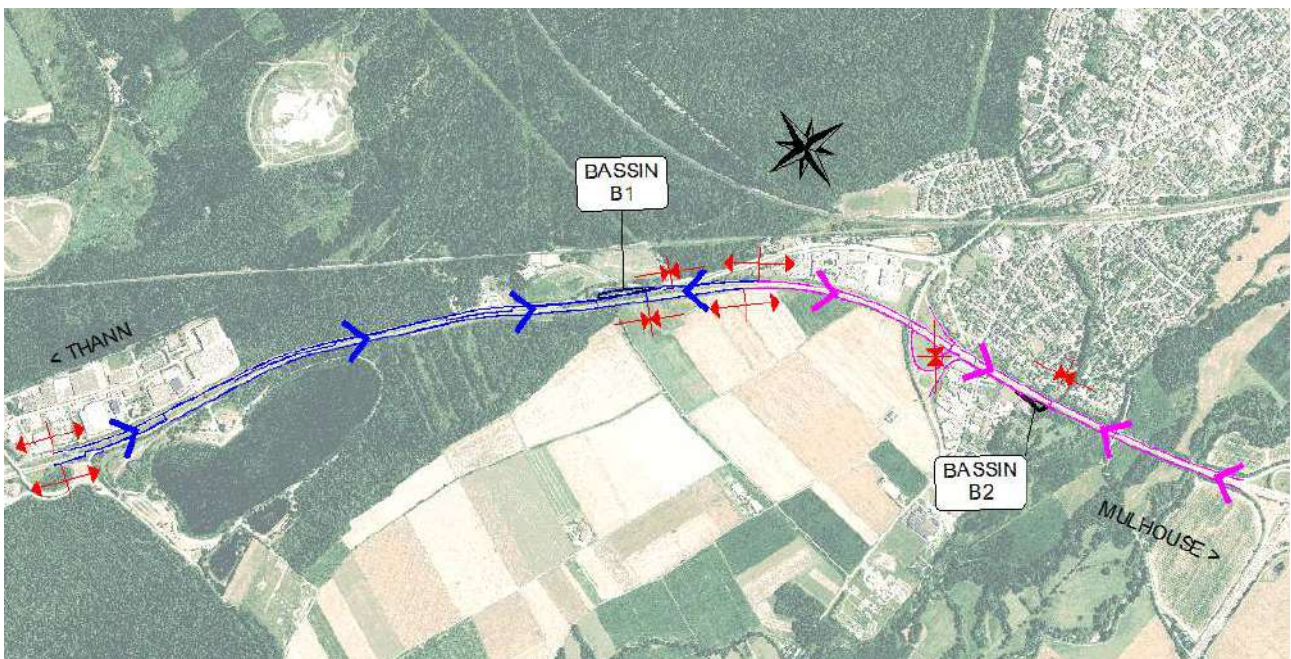 BASSIN
B1
< THANN
BASSIN
B2
MULHOUSE >